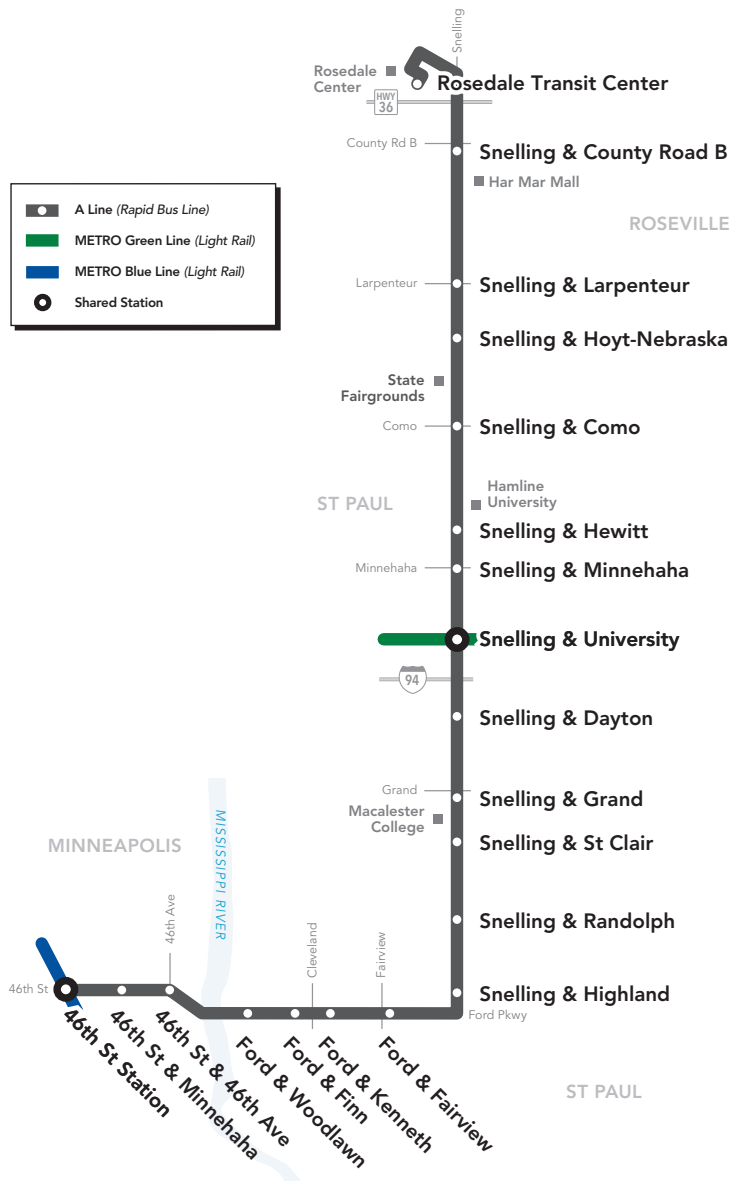 Snelling
Rosedale
Center
Rosedale Transit Center
HWY
36
County Rd B
Snelling & County Road B
Har Mar Mall
A Line (Rapid Bus Line)
METRO Green Line (Light Rail)
METRO Blue Line (Light Rail)
Shared Station
ROSEVILLE
Larpenteur
Snelling & Larpenteur
Snelling & Hoyt-Nebraska
State
Fairgrounds
Como
Snelling & Como
Hamline
University
ST PAUL
Snelling & Hewitt
Minnehaha
Snelling & Minnehaha
Snelling & University
94
Snelling & Dayton
Grand
Snelling & Grand
Macalester
College
Snelling & St Clair
MINNEAPOLIS
MISSISSIPPI RIVER
Snelling & Randolph
46th Ave
Cleveland
Fairview
46th St
Snelling & Highland
Ford Pkwy
46th St Station
46th St & Minnehaha
46th St & 46th Ave
Ford & Woodlawn
Ford & Finn
Ford & Kenneth
Ford & Fairview
ST PAUL